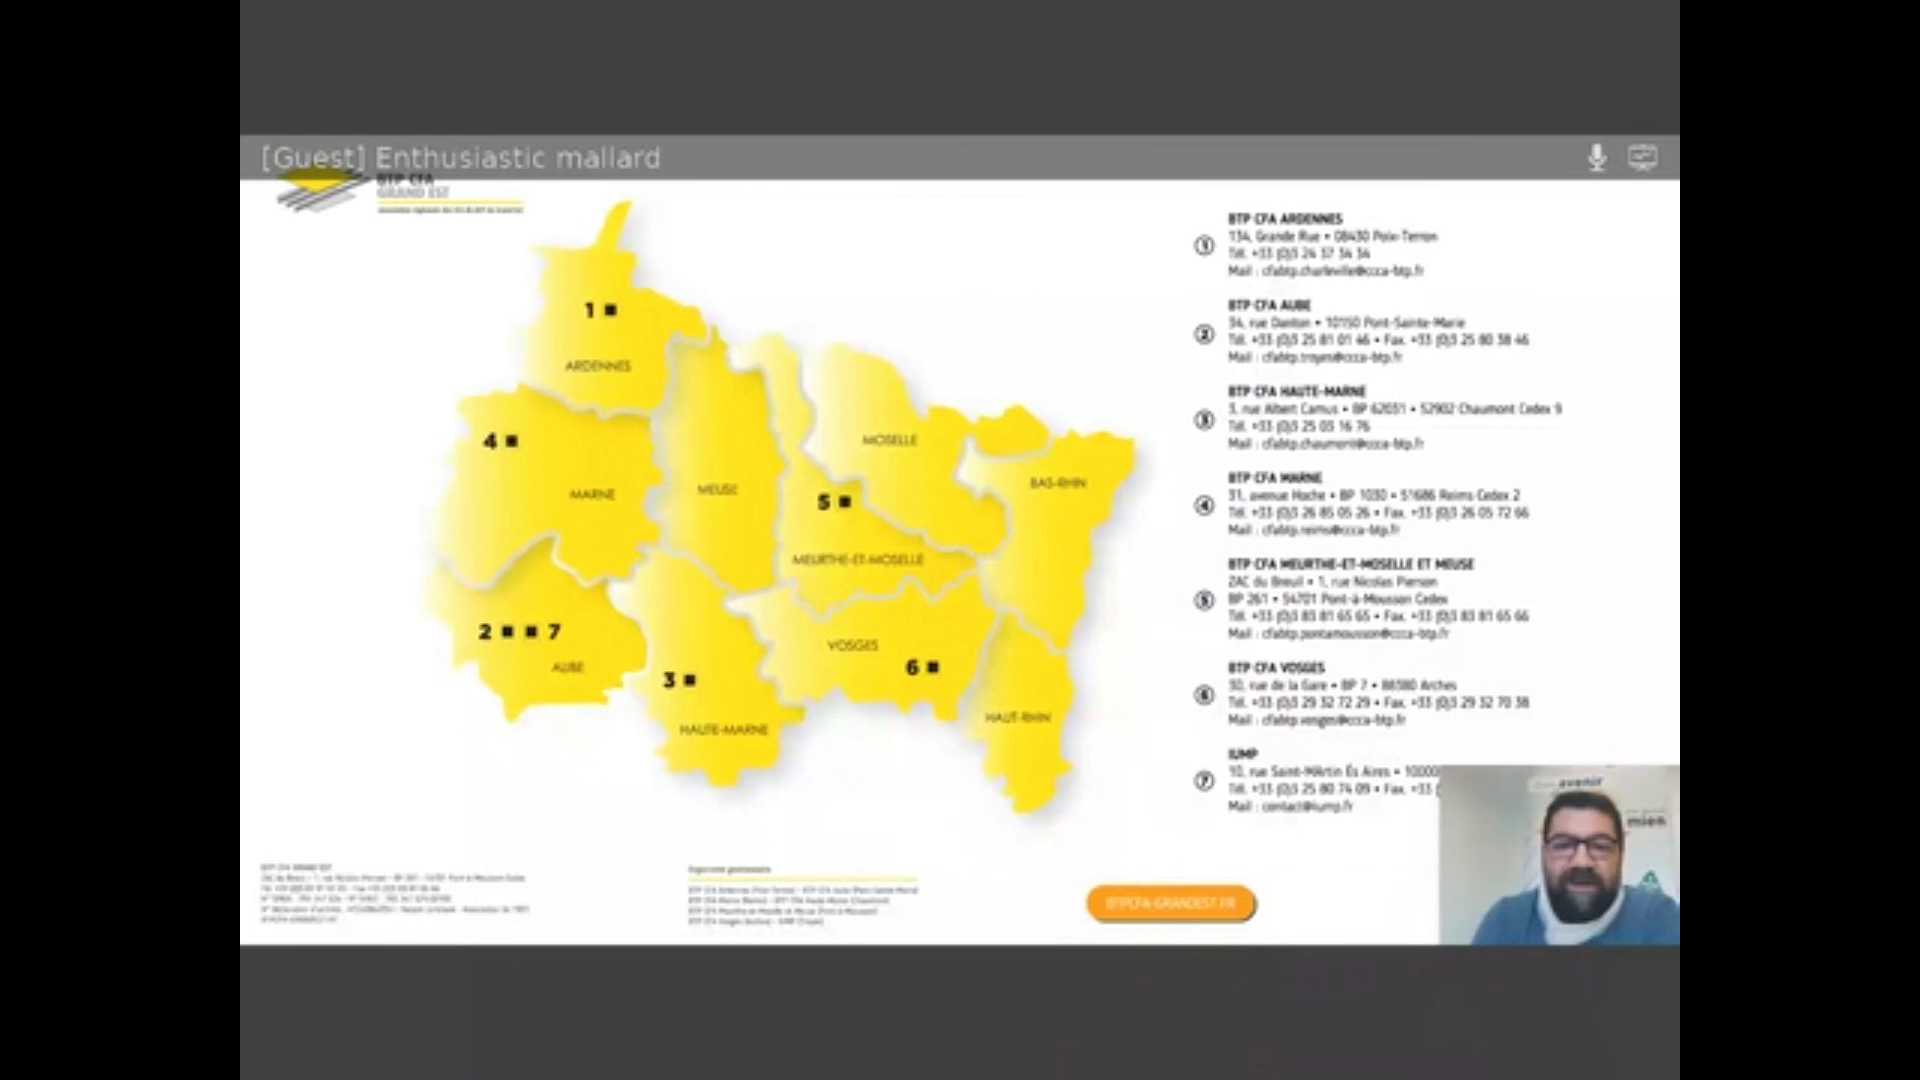 [Guest] Enthusiastic mallard
BTP CFA
GRAND EST
1
ARDENNES
4
MARNE
MEUSE
MOSELLE
BAS-RHIN
5
MEURTHE-ET-MOSELLE
2 7
AUBE
3
HAUTE-MARNE
VOSGES
6
HAUT-RHIN
1
BTP CFA ARDENNES
134, Grande Rue • 08430 Poix-Terron
Tél. +33 (0)3 24 37 34 34
Mail : cfabtp.charleville@ccca-btp.fr
2
BTP CFA AUBE
34, rue Danton • 10150 Pont-Sainte-Marie
Tél. +33 (0)3 25 81 01 46 • Fax. +33 (0)3 25 80 38 46
Mail : cfabtp.troyes@ccca-btp.fr
3
BTP CFA HAUTE-MARNE
3, rue Albert Camus • BP 62031 • 52902 Chaumont Cedex 9
Tél. +33 (0)3 25 03 16 76
Mail : cfabtp.chaumont@ccca-btp.fr
4
BTP CFA MARNE
31, avenue Hoche • BP 1030 • 51686 Reims Cedex 2
Tél. +33 (0)3 26 85 05 26 • Fax. +33 (0)3 26 05 72 66
Mail : cfabtp.reims@ccca-btp.fr
5
BTP CFA MEURTHE-ET-MOSELLE ET MEUSE
ZAC du Breuil • 1, rue Nicolas Pierson
BP 261 • 54701 Pont-à-Mousson Cedex
Tél. +33 (0)3 83 81 65 65 • Fax. +33 (0)3 83 81 65 66
Mail : cfabtp.pontamousson@ccca-btp.fr
6
BTP CFA VOSGES
30, rue de la Gare • BP 7 • 88380 Arches
Tél. +33 (0)3 29 32 72 29 • Fax. +33 (0)3 29 32 70 38
Mail : cfabtp.vosges@ccca-btp.fr
7
IUMP
10, rue Saint-MArtin Ès Aires • 10000
Tél. +33 (0)3 25 80 74 09 • Fax. +33 (
Mail : contact@iump.fr
avenir
mien
BTP CFA GRAND EST
BTPCFA-GRANDEST.FR